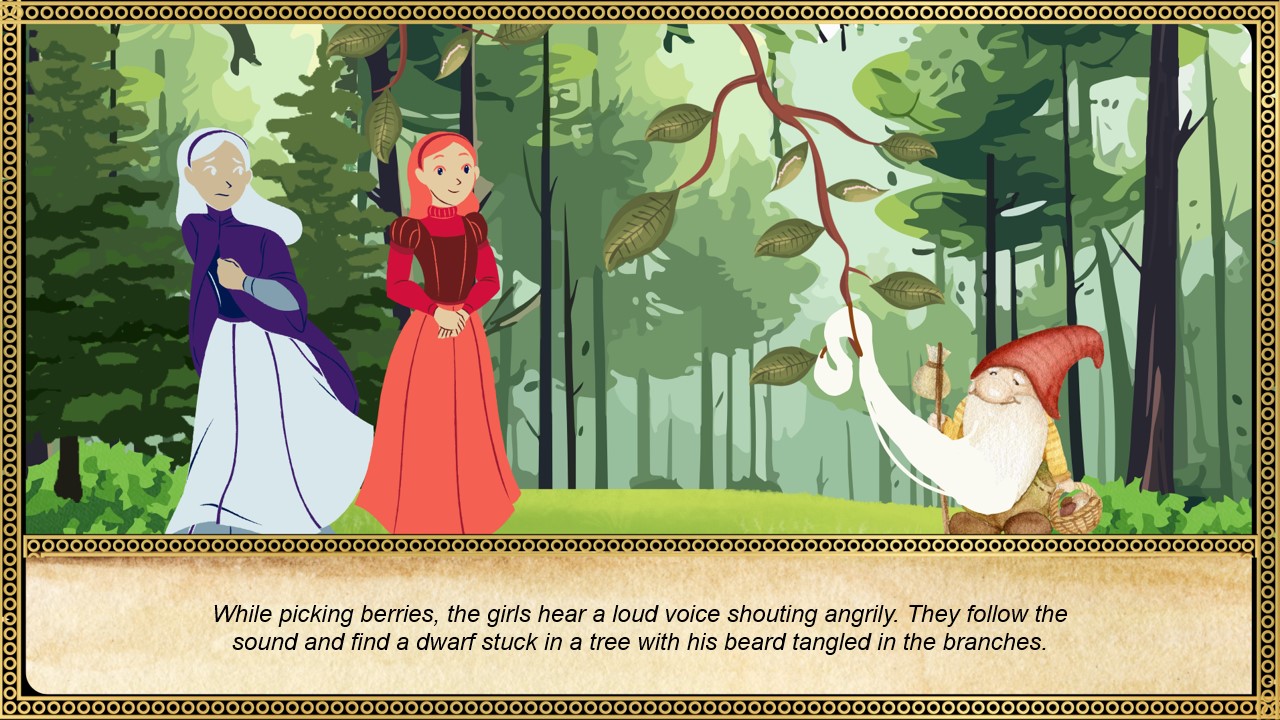 While picking berries, the girls hear a loud voice shouting angrily. They follow the
sound and find a dwarf stuck in a tree with his beard tangled in the branches.